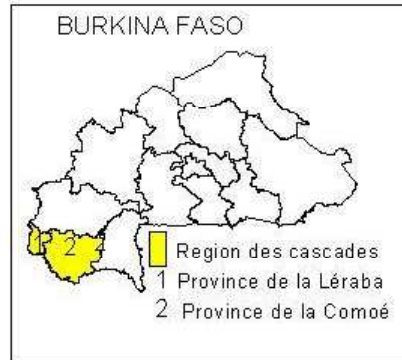 BURKINA FASO
1 2
Region des cascades
1 Province de la Léraba
2 Province de la Comoé